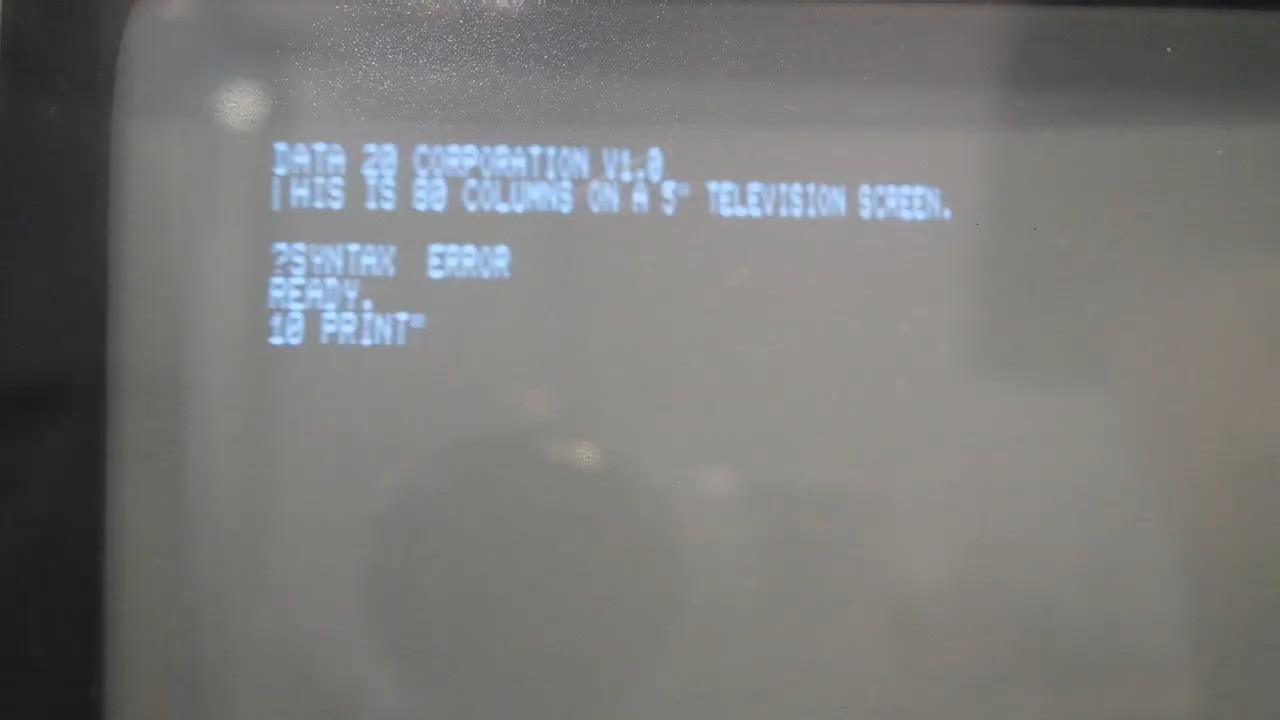 DATA 20 CORPORATION V1.0
THIS IS 80 COLUMNS ON A 5" TELEVISION SCREEN.
?SYNTAX  ERROR
READY.
10 PRINT"